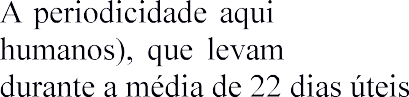 A periodicidade aqui
humanos), que levam
durante a média de 22 dias úteis